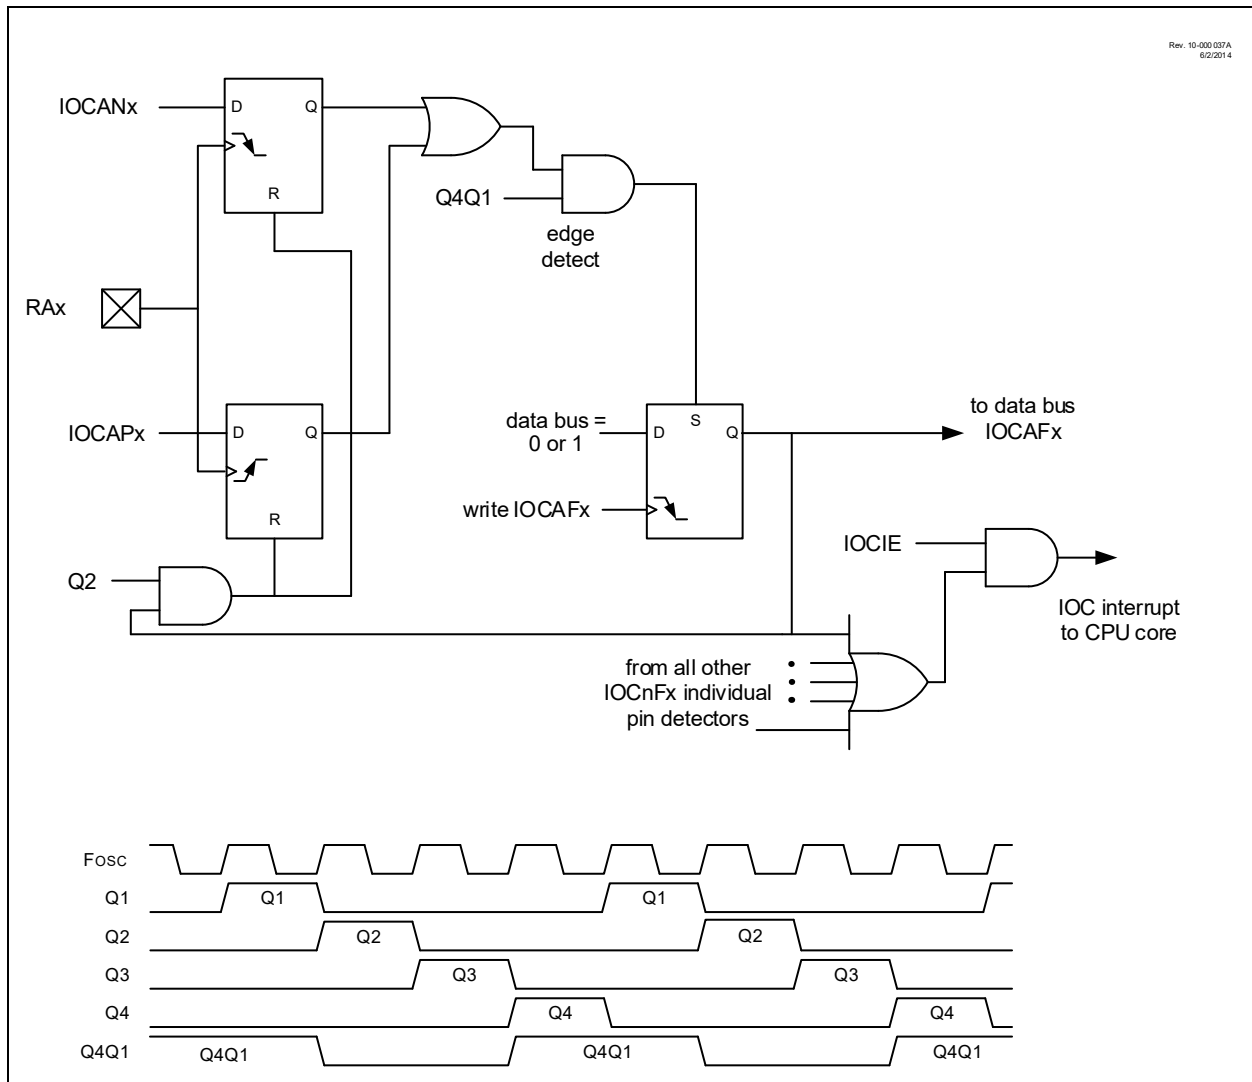 Rev. 10-000 037A
6/2/2014
IOCANx
D
Q
R
Q4Q1
edge
detect
RAx
IOCAPx
D
Q
R
data bus =
0 or 1
D
S
Q
to data bus
IOCAFx
write IOCAFx
IOCIE
Q2
IOC interrupt
to CPU core
from all other
IOCnFx individual
pin detectors
FOSC
Q1
Q1
Q1
Q2
Q2
Q2
Q3
Q3
Q3
Q4
Q4
Q4
Q4Q1
Q4Q1
Q4Q1
Q4Q1